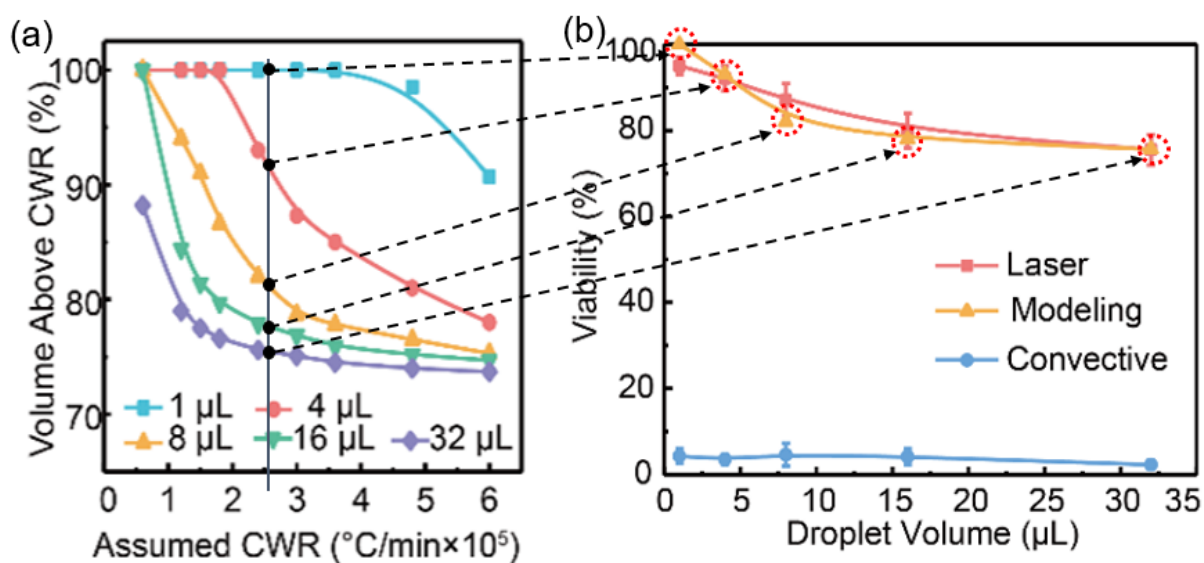 (a)
Volume Above CWR (%)
100
90
80
70
0 1 2 3 4 5 6
1 µL 4 µL
8 µL 16 µL 32 µL
Assumed CWR (°C/min×10⁵)
(b)
Viability (%)
100
80
60
40
20
0
0 5 10 15 20 25 30 35
Laser
Modeling
Convective
Droplet Volume (µL)